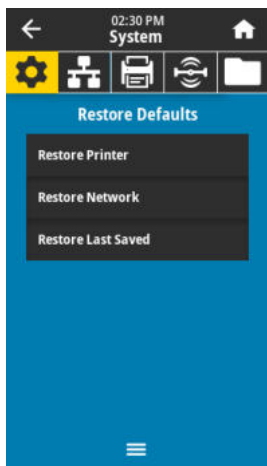 02:30 PM
System
Restore Defaults
Restore Printer
Restore Network
Restore Last Saved